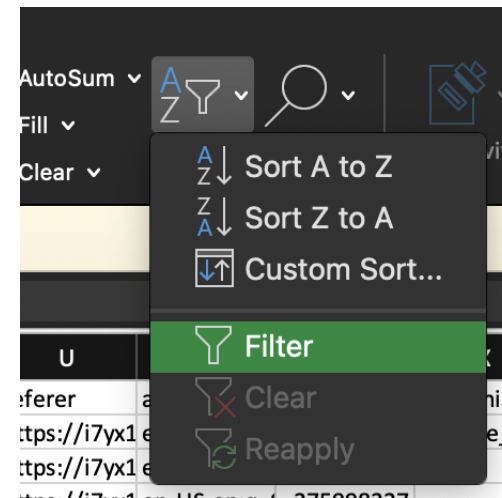 AutoSum
Fill
Clear
Sort A to Z
Sort Z to A
Custom Sort...
Filter
Clear
Reapply
U
eferer
ttps://i7yx1
ttps://i7yx1